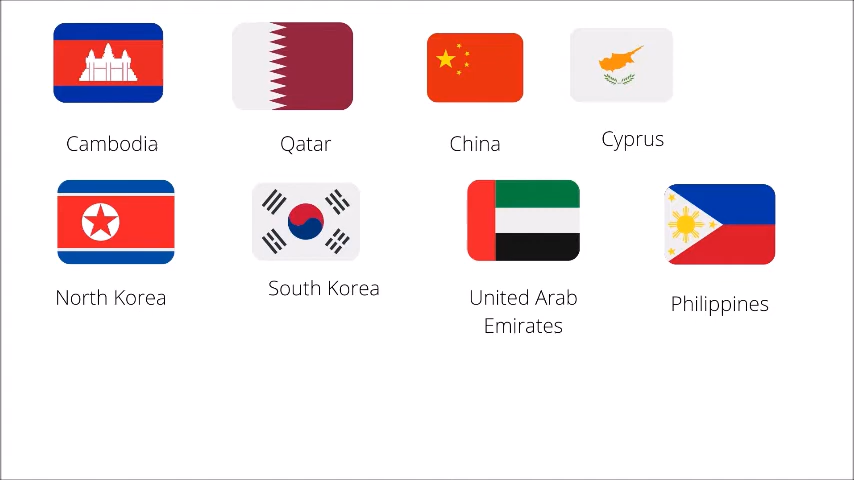 Cambodia
Qatar
China
Cyprus
North Korea
South Korea
United Arab
Emirates
Philippines